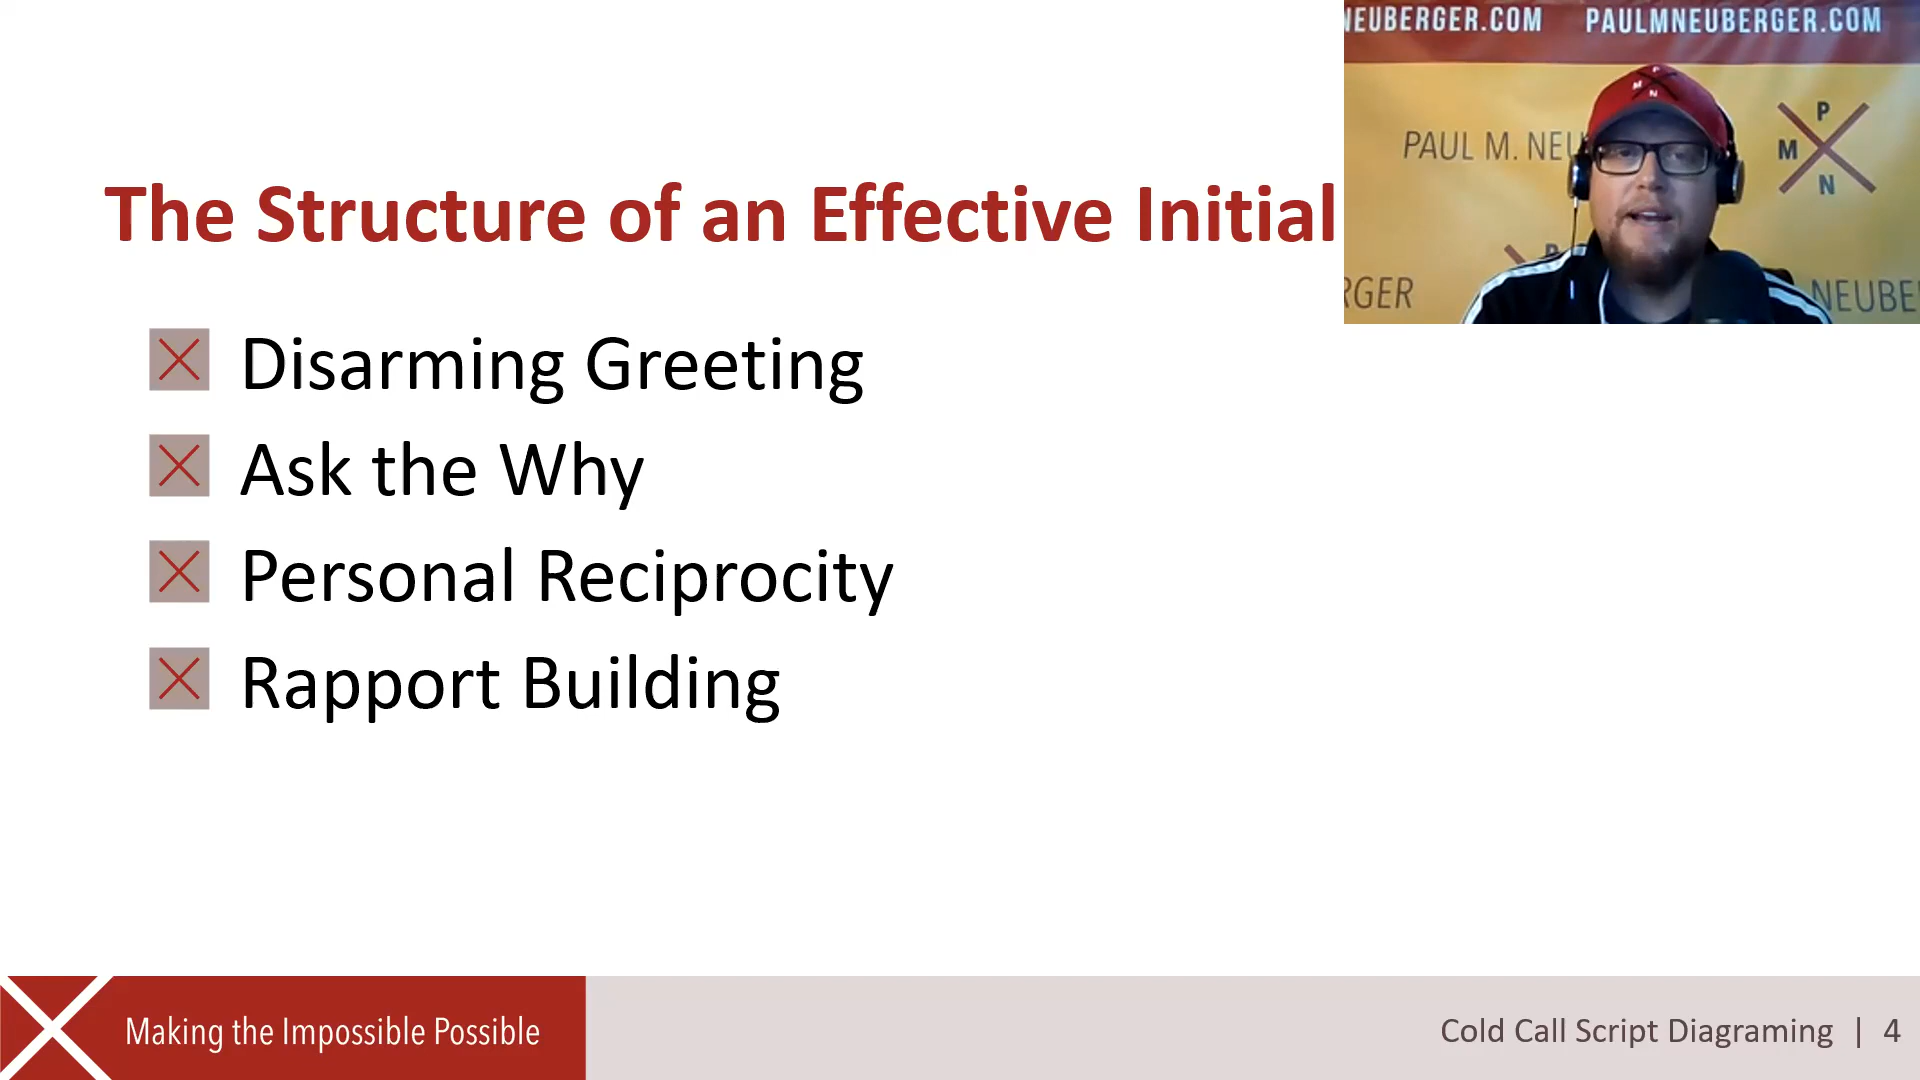 NEUBERGER.COM PAULMNEUBERGER.COM
PAUL M. NEU
P
M
N
P
M
N
RGER
NEUBE
The Structure of an Effective Initial
Disarming Greeting
Ask the Why
Personal Reciprocity
Rapport Building
Making the Impossible Possible
Cold Call Script Diagraming | 4